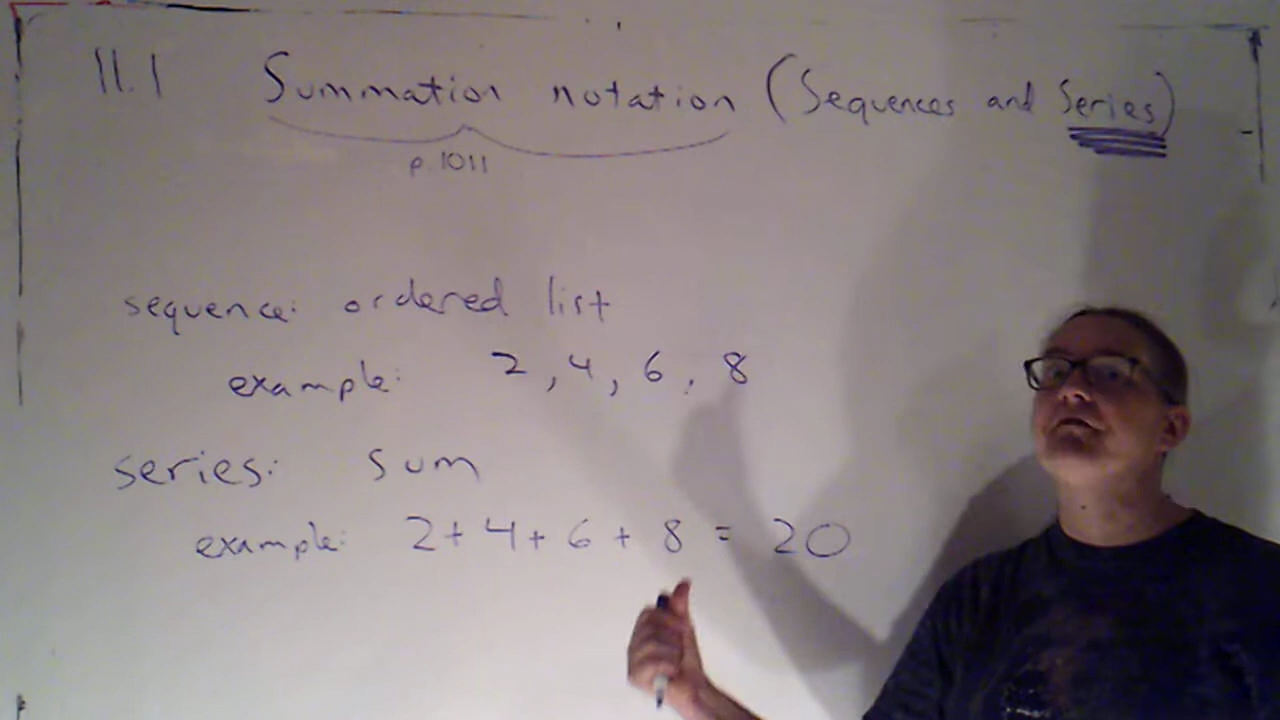 11.1 Summation notation (Sequences and Series)
p. 1011
sequence: ordered list
example: 2, 4, 6, 8
series: sum
example: 2 + 4 + 6 + 8 = 20